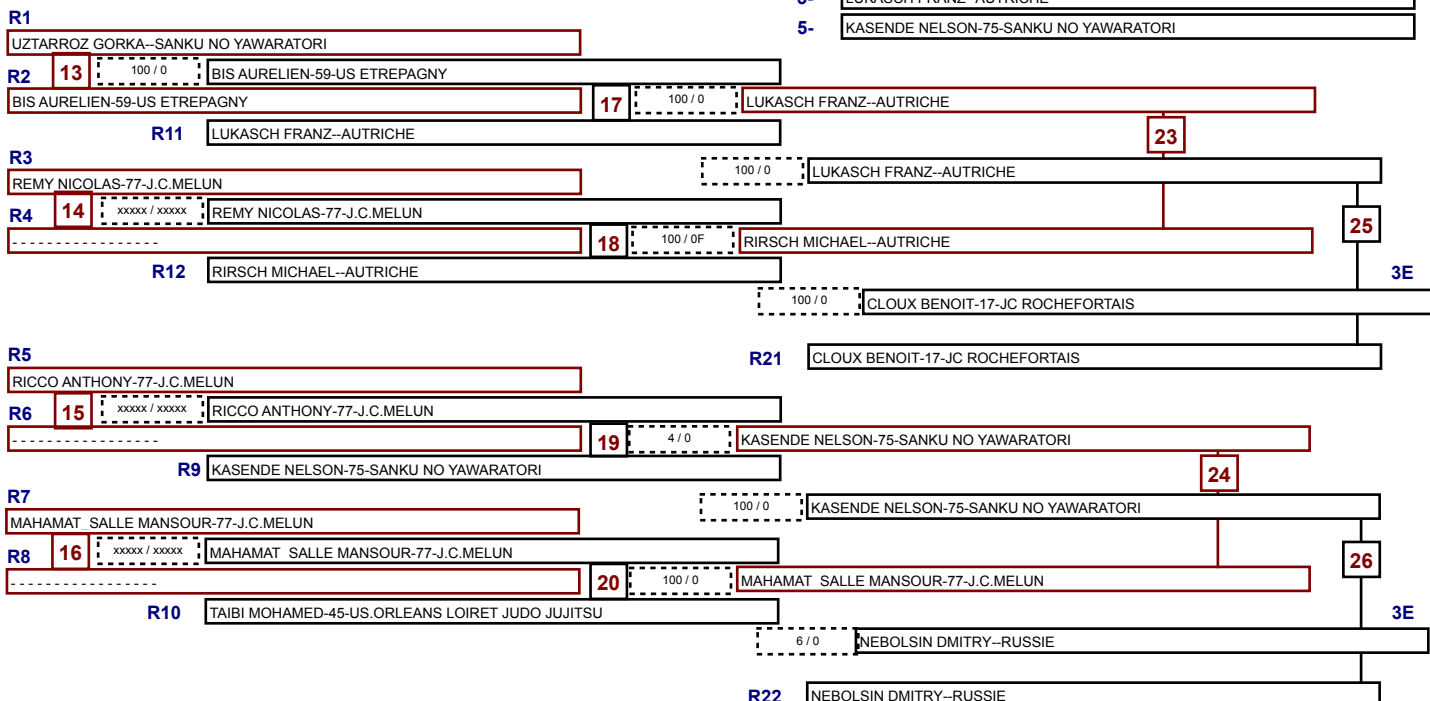 5- LUKASCH FRANZ--AUTRICHE
5- KASENDE NELSON-75-SANKU NO YAWARATORI
R1
UZTARROZ GORKA--SANKU NO YAWARATORI
R2 13 100 / 0 BIS AURELIEN-59-US ETREPAGNY
BIS AURELIEN-59-US ETREPAGNY 17 100 / 0 LUKASCH FRANZ--AUTRICHE
R11 LUKASCH FRANZ--AUTRICHE 23
R3
100 / 0 LUKASCH FRANZ--AUTRICHE
REMY NICOLAS-77-J.C.MELUN
R4 14 xxxxx / xxxxx REMY NICOLAS-77-J.C.MELUN 25
- - - - - - - - - - - - - - - - - 18 100 / 0F RIRSCH MICHAEL--AUTRICHE
R12 RIRSCH MICHAEL--AUTRICHE 3E
100 / 0 CLOUX BENOIT-17-JC ROCHEFORTAIS
R5
R21 CLOUX BENOIT-17-JC ROCHEFORTAIS
RICCO ANTHONY-77-J.C.MELUN
R6 15 xxxxx / xxxxx RICCO ANTHONY-77-J.C.MELUN
- - - - - - - - - - - - - - - - - 19 4 / 0 KASENDE NELSON-75-SANKU NO YAWARATORI
R9 KASENDE NELSON-75-SANKU NO YAWARATORI 24
R7
100 / 0 KASENDE NELSON-75-SANKU NO YAWARATORI
MAHAMAT_SALLE MANSOUR-77-J.C.MELUN
R8 16 xxxxx / xxxxx MAHAMAT_SALLE MANSOUR-77-J.C.MELUN 26
- - - - - - - - - - - - - - - - - 20 100 / 0 MAHAMAT_SALLE MANSOUR-77-J.C.MELUN
R10 TAIBI MOHAMED-45-US.ORLEANS LOIRET JUDO JUJITSU 3E
6 / 0 NEBOLSIN DMITRY--RUSSIE
R22 NEBOLSIN DMITRY--RUSSIE